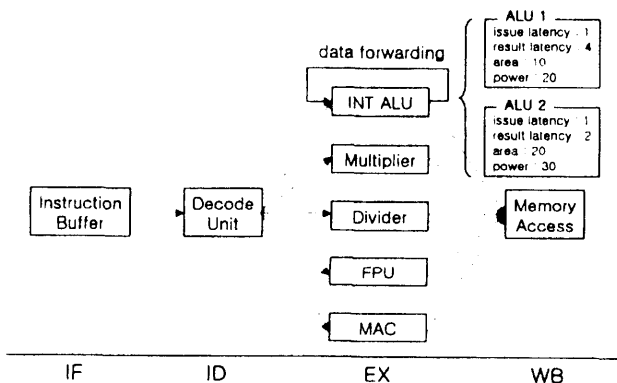 ALU 1
issue latency : 1
result latency : 4
area : 10
power : 20
data forwarding
INT ALU
ALU 2
issue latency : 1
result latency : 2
area : 20
power : 30
Multiplier
Instruction
Buffer
Decode
Unit
Divider
Memory
Access
FPU
MAC
IF
ID
EX
WB